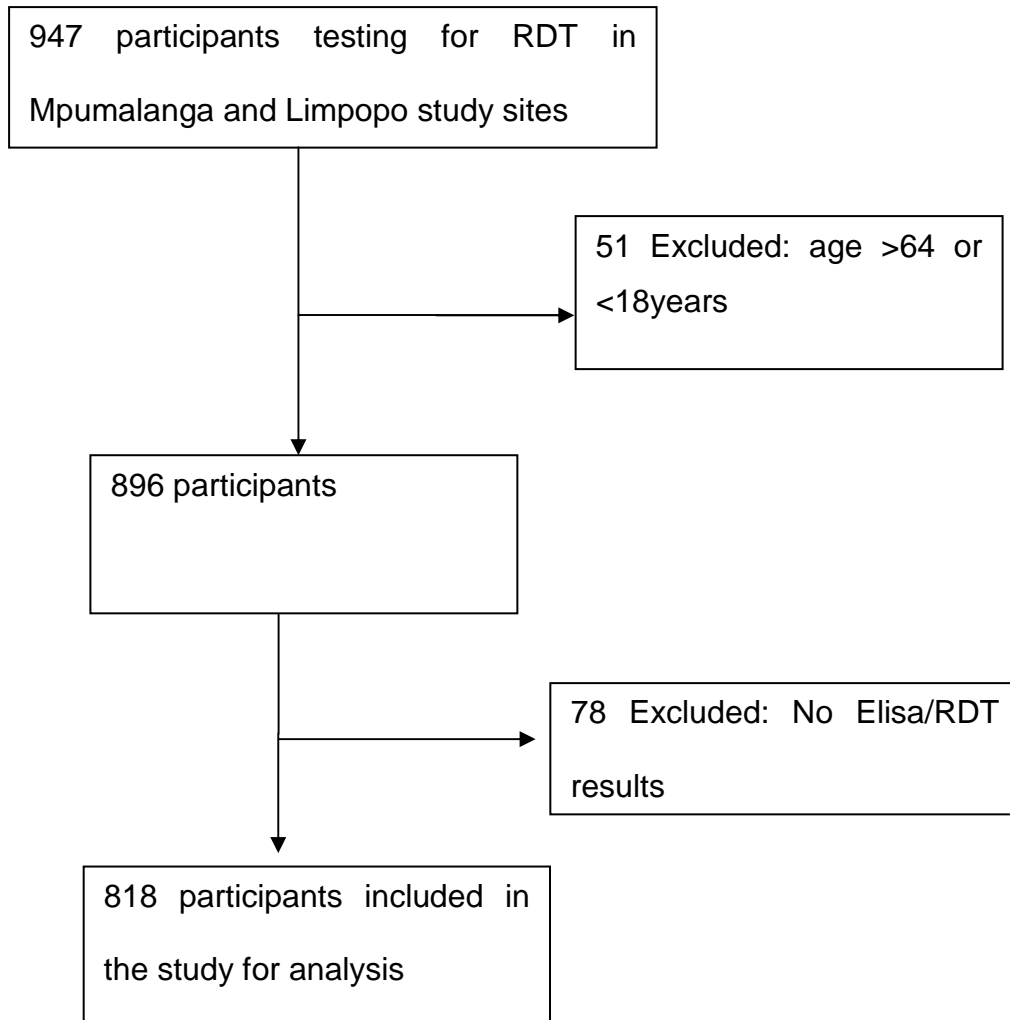 947 participants testing for RDT in
Mpumalanga and Limpopo study sites
51 Excluded: age >64 or
<18years
896 participants
78 Excluded: No Elisa/RDT
results
818 participants included in
the study for analysis